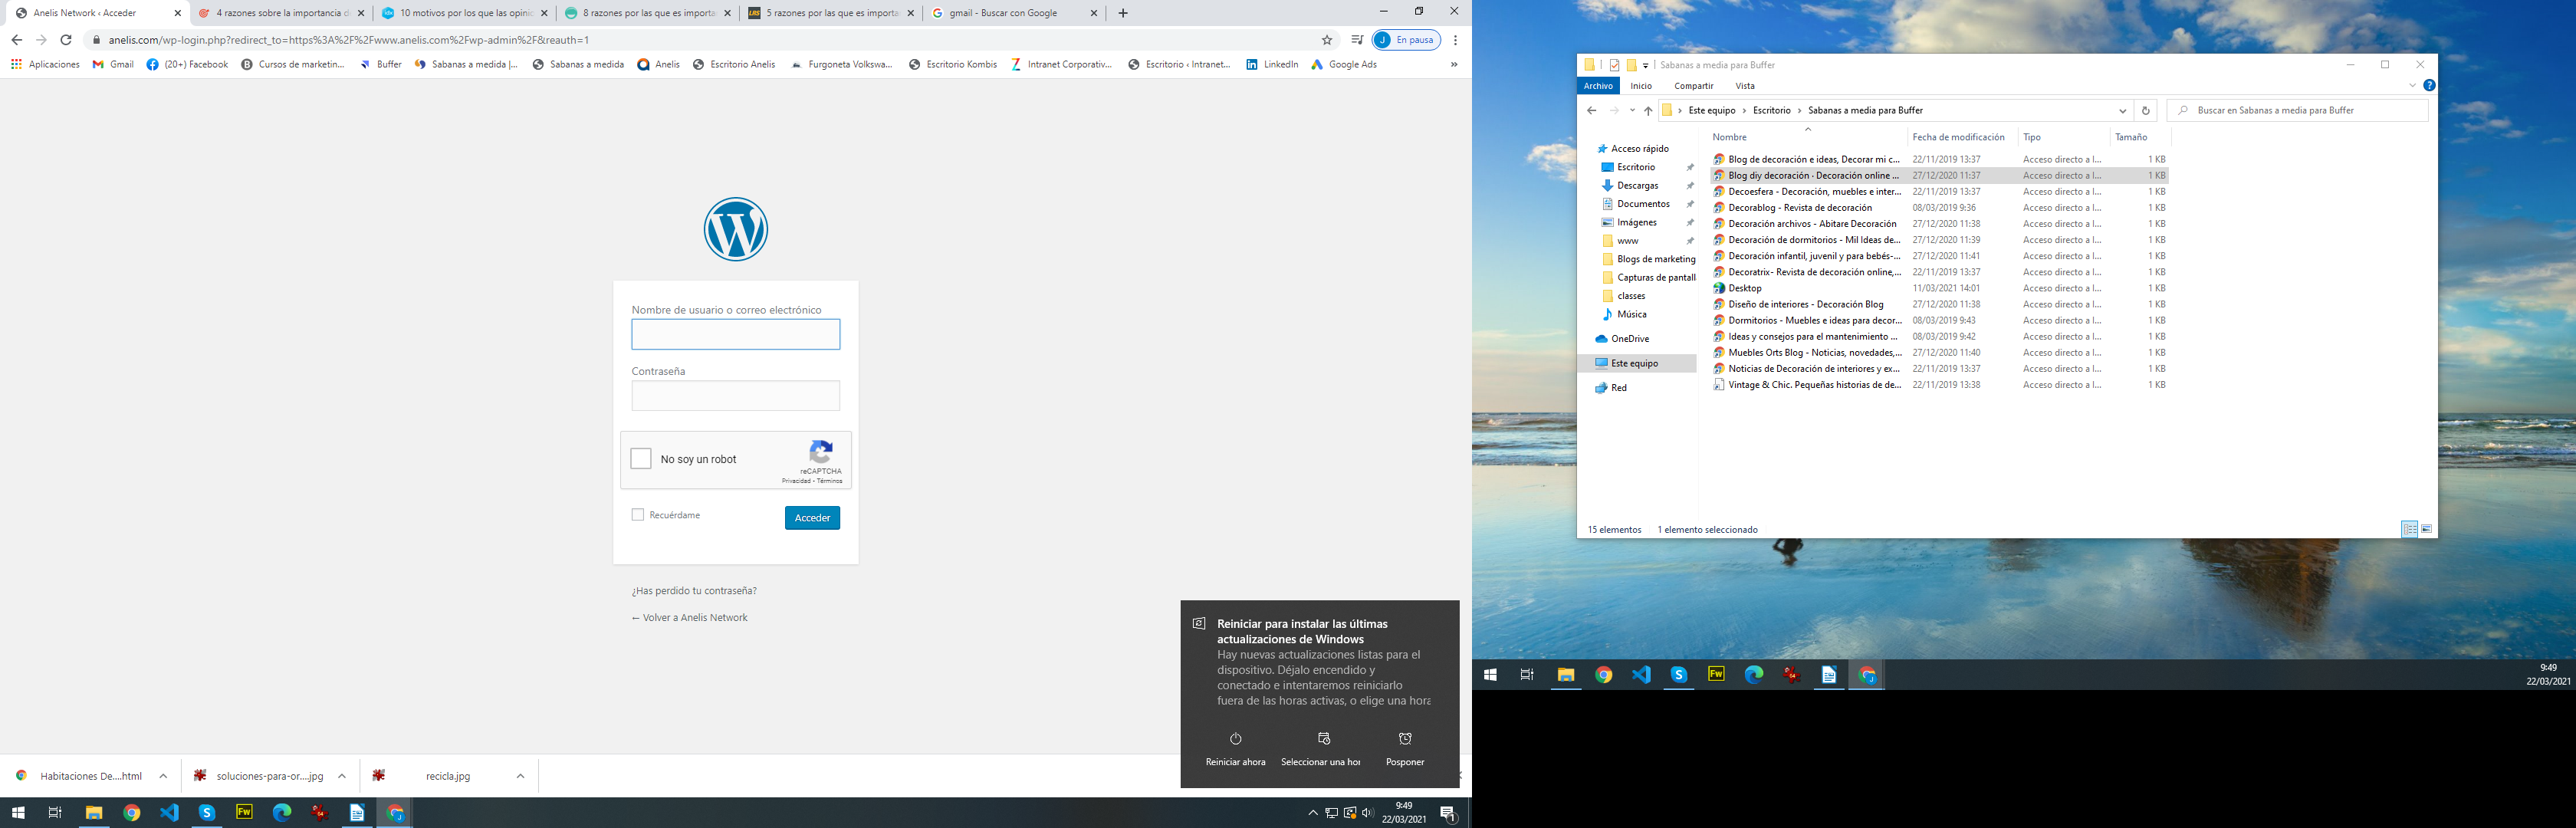 Anelis Network ‹ Acceder
4 razones sobre la importancia d
10 motivos por los que las opinic
8 razones por las que es importa
5 razones por las que es importa
gmail - Buscar con Google
anelis.com/wp-login.php?redirect_to=https%3A%2F%2Fwww.anelis.com%2Fwp-admin%2F&reauth=1
J En pausa
Aplicaciones
Gmail
(20+) Facebook
Cursos de marketin...
Buffer
Sabanas a medida |...
Sabanas a medida
Anelis
Escritorio Anelis
Furgoneta Volkswa...
Escritorio Kombis
Intranet Corporativ...
Escritorio ‹ Intranet...
LinkedIn
Google Ads
»
Nombre de usuario o correo electrónico
Contraseña
No soy un robot
reCAPTCHA
Privacidad - Términos
Recuérdame
Acceder
¿Has perdido tu contraseña?
← Volver a Anelis Network
Reiniciar para instalar las últimas
actualizaciones de Windows
Hay nuevas actualizaciones listas para el
dispositivo. Déjalo encendido y
conectado e intentaremos reiniciarlo
fuera de las horas activas, o elige una hora
Reiniciar ahora
Seleccionar una hor
Posponer
Habitaciones De....html
soluciones-para-or....jpg
recicla.jpg
Fw
9:49
22/03/2021
1
Sabanas a media para Buffer
Archivo
Inicio
Compartir
Vista
Este equipo
Escritorio
Sabanas a media para Buffer
Buscar en Sabanas a media para Buffer
Nombre
Fecha de modificación
Tipo
Tamaño
Acceso rápido
Escritorio
Descargas
Documentos
Imágenes
www
Blogs de marketing
Capturas de pantall
classes
Música
OneDrive
Este equipo
Red
Blog de decoración e ideas, Decorar mi c... 22/11/2019 13:37 Acceso directo a I... 1 KB
Blog diy decoración · Decoración online ... 27/12/2020 11:37 Acceso directo a I... 1 KB
Decoesfera - Decoración, muebles e inter... 22/11/2019 13:37 Acceso directo a I... 1 KB
Decorablog - Revista de decoración 08/03/2019 9:36 Acceso directo a I... 1 KB
Decoración archivos - Abitare Decoración 27/12/2020 11:38 Acceso directo a I... 1 KB
Decoración de dormitorios - Mil Ideas de... 27/12/2020 11:39 Acceso directo a I... 1 KB
Decoración infantil, juvenil y para bebés-... 27/12/2020 11:41 Acceso directo a I... 1 KB
Decoratrix- Revista de decoración online,... 22/11/2019 13:37 Acceso directo a I... 1 KB
Desktop 11/03/2021 14:01 Acceso directo a I... 1 KB
Diseño de interiores - Decoración Blog 27/12/2020 11:38 Acceso directo a I... 1 KB
Dormitorios - Muebles e ideas para decor... 08/03/2019 9:43 Acceso directo a I... 1 KB
Ideas y consejos para el mantenimiento ... 08/03/2019 9:42 Acceso directo a I... 1 KB
Muebles Orts Blog - Noticias, novedades,... 27/12/2020 11:40 Acceso directo a I... 1 KB
Noticias de Decoración de interiores y ex... 22/11/2019 13:37 Acceso directo a I... 1 KB
Vintage & Chic. Pequeñas historias de de... 22/11/2019 13:38 Acceso directo a I... 1 KB
15 elementos
1 elemento seleccionado
Fw
9:49
22/03/2021